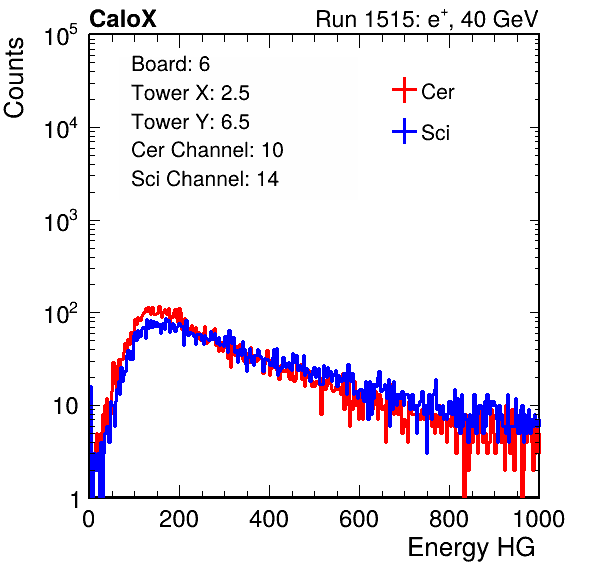 CaloX Run 1515: e⁺, 40 GeV
Board: 6
Tower X: 2.5
Tower Y: 6.5
Cer Channel: 10
Sci Channel: 14
Cer
Sci
Counts
10⁵
10⁴
10³
10²
10
1
0 200 400 600 800 1000
Energy HG